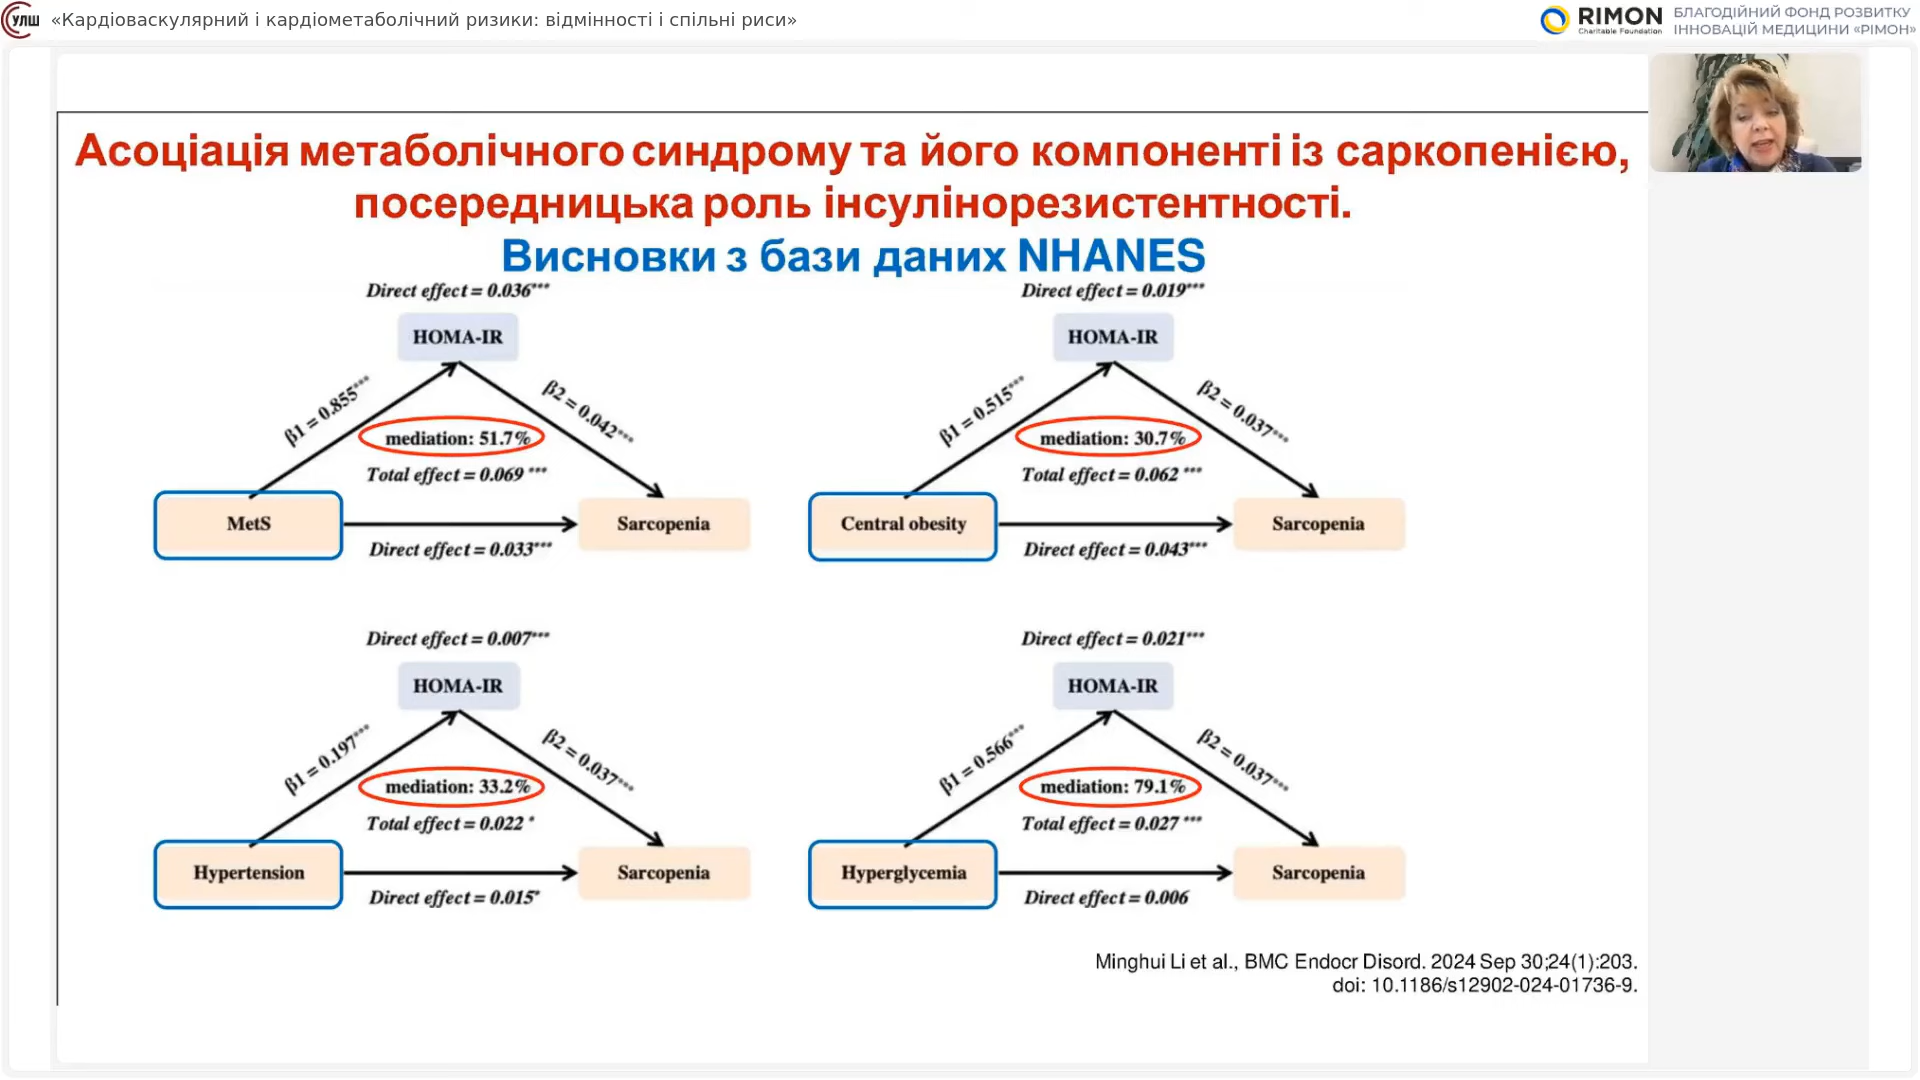 УЛШ «Кардіоваскулярний і кардіометаболічний ризики: відмінності і спільні риси»
RIMON
Charitable Foundation
БЛАГОДІЙНИЙ ФОНД РОЗВИТКУ
ІННОВАЦІЙ МЕДИЦИНИ «РІМОН»
Асоціація метаболічного синдрому та його компоненті із саркопенією,
посередницька роль інсулінорезистентності.
Висновки з бази даних NHANES
Direct effect = 0.036***
HOMA-IR
β1 = 0.855***
β2 = 0.042***
mediation: 51.7%
Total effect = 0.069 ***
MetS
Sarcopenia
Direct effect = 0.033***
Direct effect = 0.019***
HOMA-IR
β1 = 0.515***
β2 = 0.037***
mediation: 30.7%
Total effect = 0.062 ***
Central obesity
Sarcopenia
Direct effect = 0.043***
Direct effect = 0.007***
HOMA-IR
β1 = 0.197***
β2 = 0.037***
mediation: 33.2%
Total effect = 0.022 *
Hypertension
Sarcopenia
Direct effect = 0.015*
Direct effect = 0.021***
HOMA-IR
β1 = 0.566***
β2 = 0.037***
mediation: 79.1%
Total effect = 0.027 ***
Hyperglycemia
Sarcopenia
Direct effect = 0.006
Minghui Li et al., BMC Endocr Disord. 2024 Sep 30;24(1):203.
doi: 10.1186/s12902-024-01736-9.